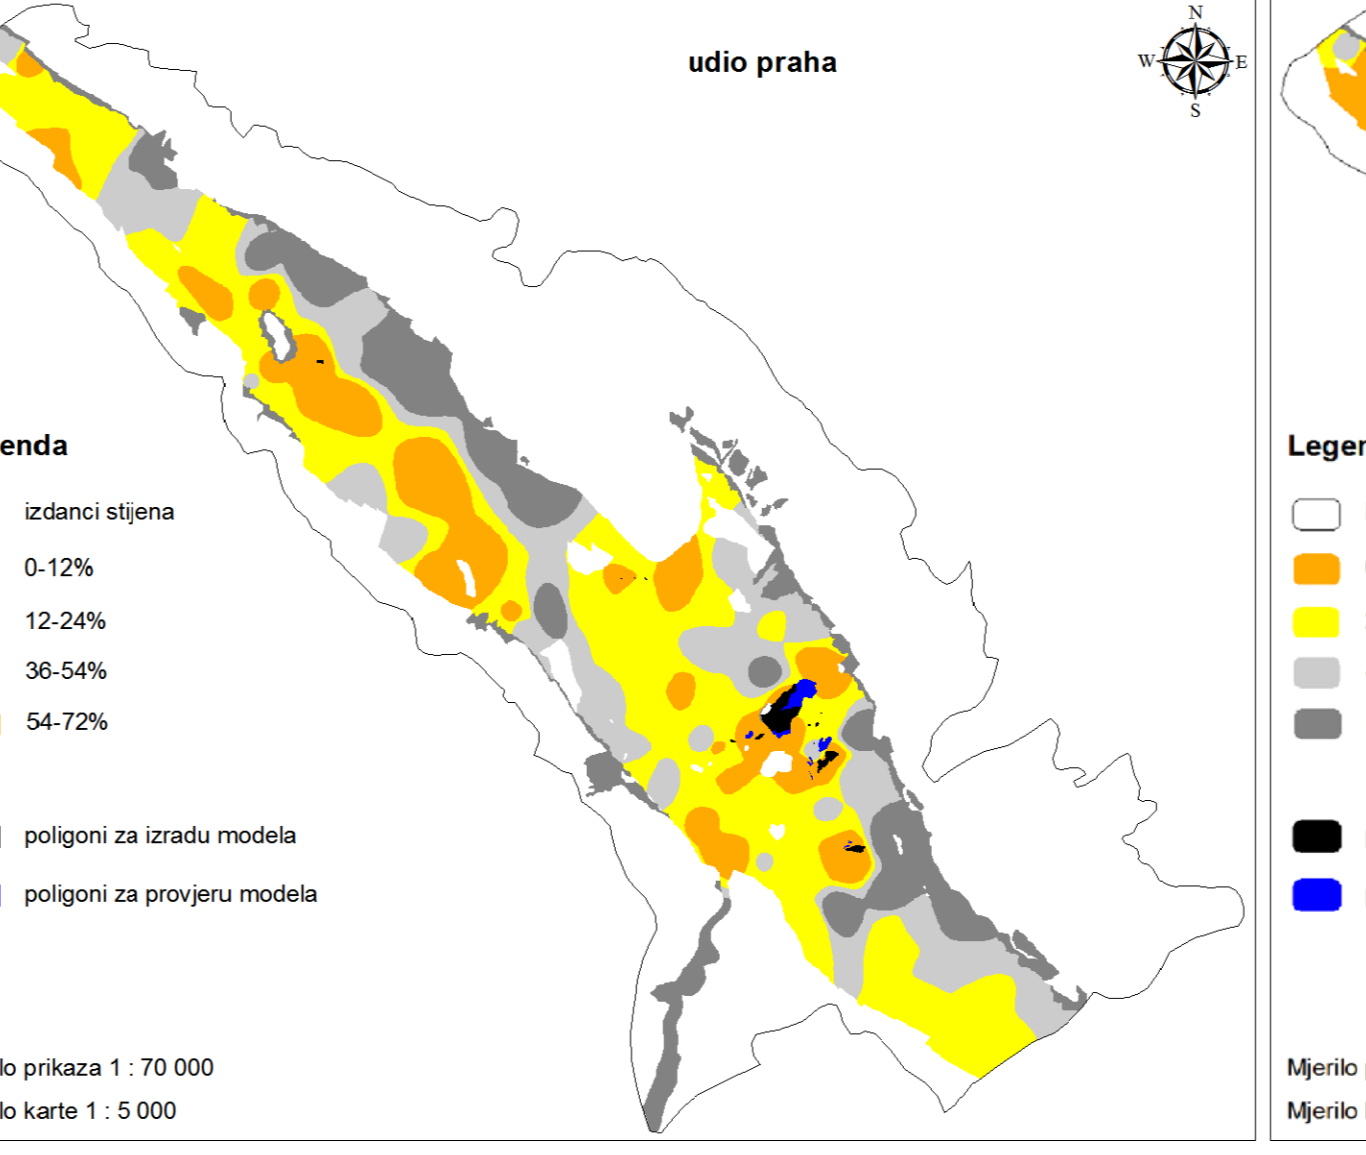 udio praha
N
W
E
S
enda
izdanci stijena
0-12%
12-24%
36-54%
54-72%
poligoni za izradu modela
poligoni za provjeru modela
lo prikaza 1 : 70 000
lo karte 1 : 5 000
Leger
Mjerilo
Mjerilo